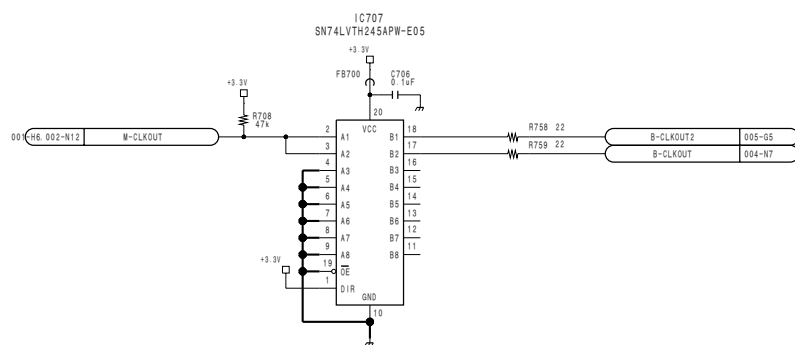 IC707
SN74LVTH245APW-E05
+3.3V
FB700
C706
0.1uF
+3.3V
R708
47k
20
VCC
001-H6.002-N12 M-CLKOUT
2 A1 B1 18 R758 22 B-CLKOUT2 005-G5
3 A2 B2 17 R759 22 B-CLKOUT 004-N7
4 A3 B3 16
5 A4 B4 15
6 A5 B5 14
7 A6 B6 13
8 A7 B7 12
9 A8 B8 11
19 OE
+3.3V
1 DIR
GND
10